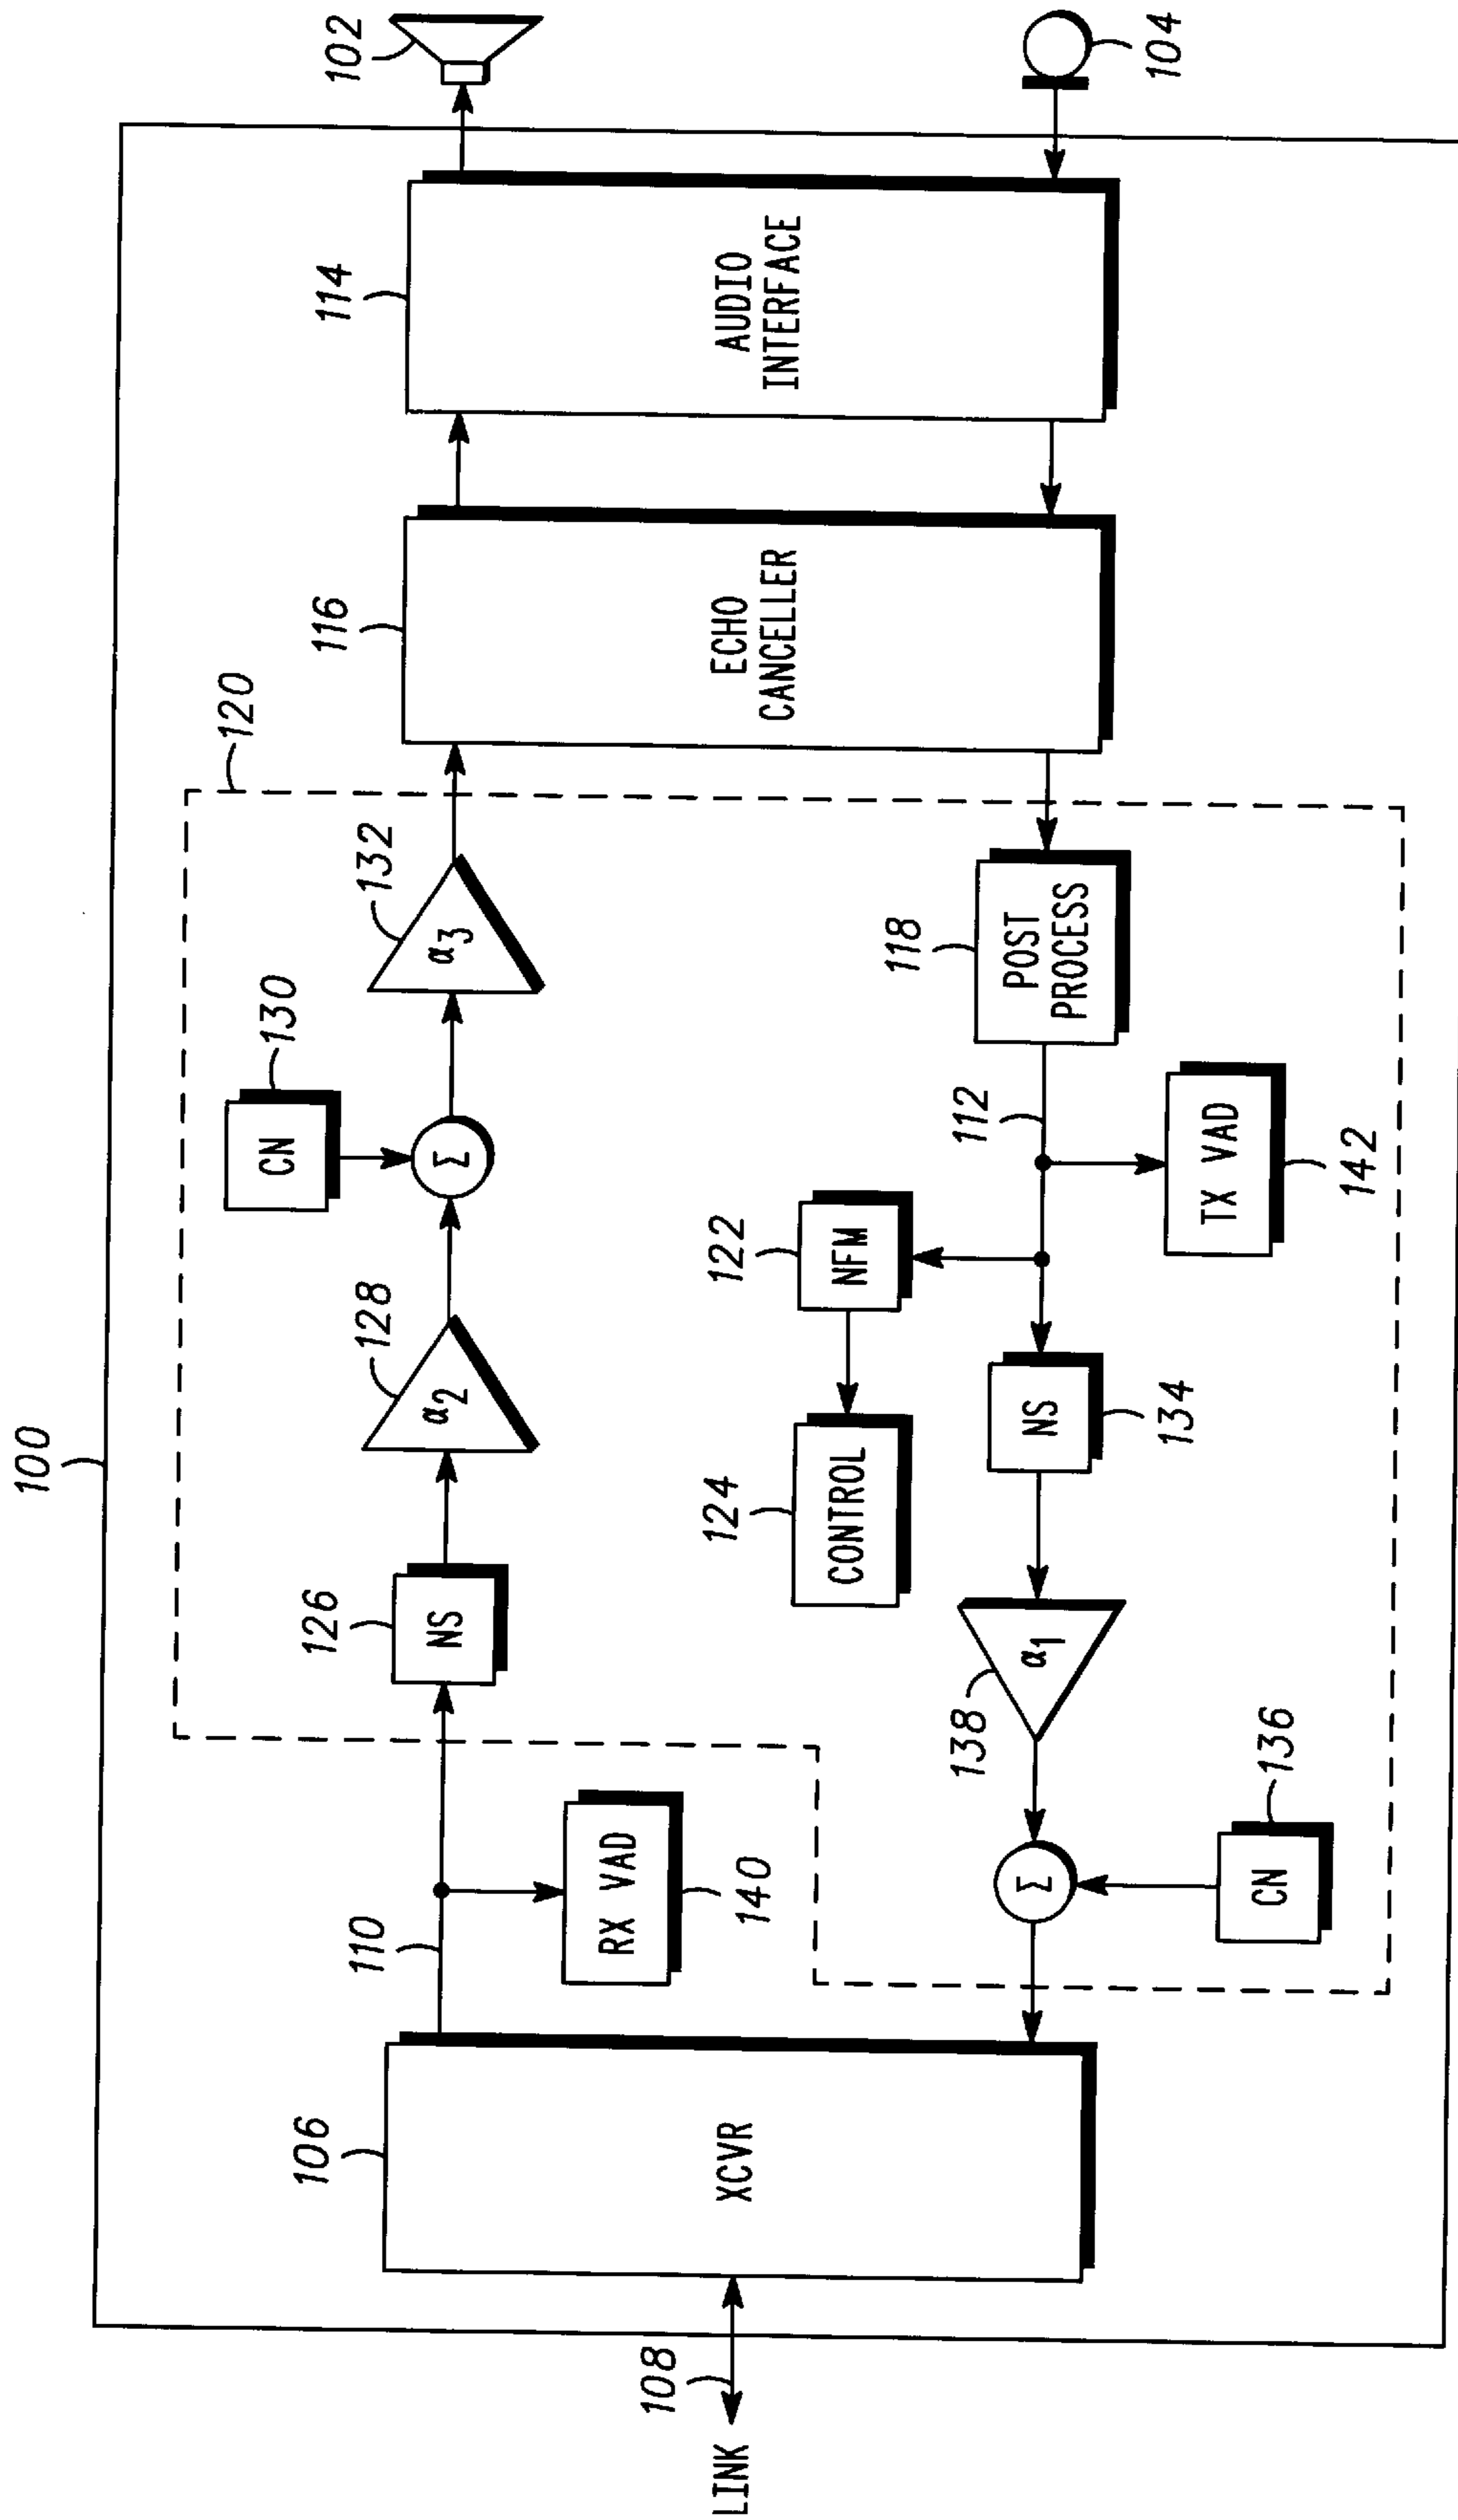 100
120
130
CN
126
NS
128
α2
Σ
132
α3
116
ECHO
CANCELLER
114
AUDIO
INTERFACE
102
106
XCVR
110
RX VAD
140
LINK
108
122
NFM
124
CONTROL
118
POST
PROCESS
112
TX VAD
142
NS
134
138
α1
Σ
CN
136
104